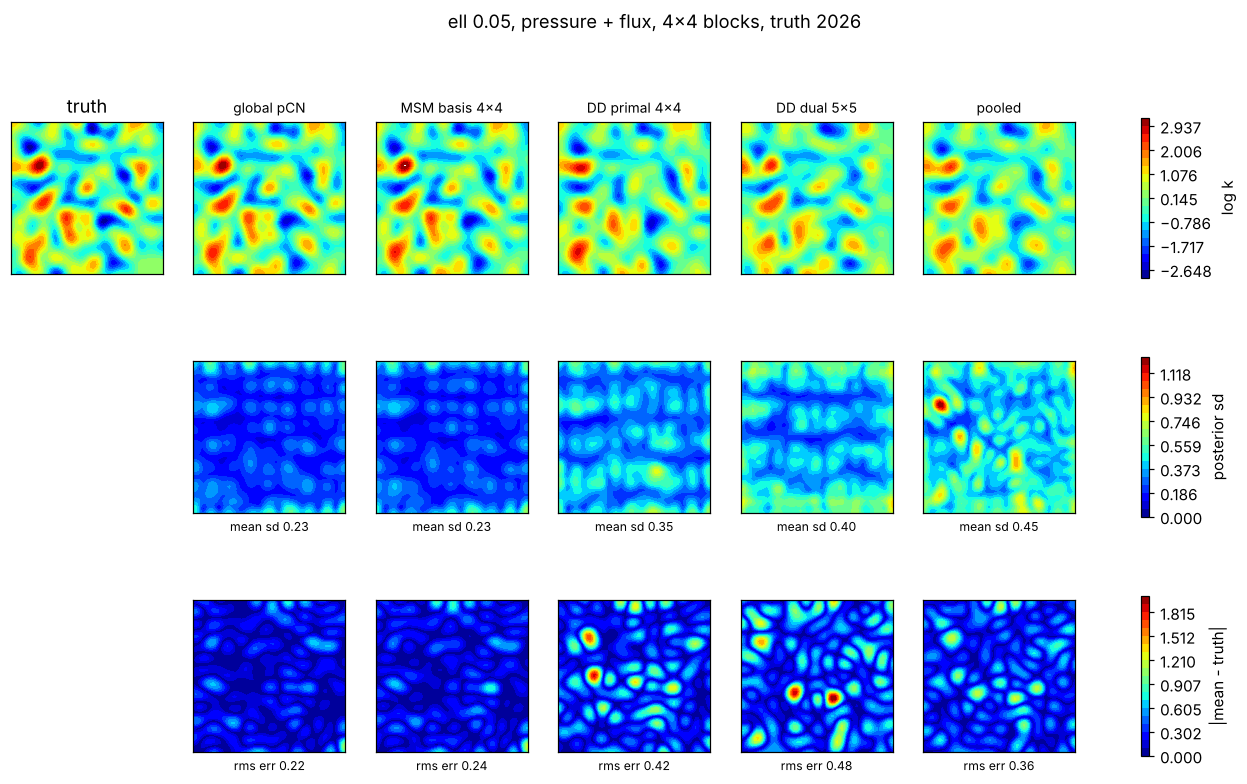 ell 0.05, pressure + flux, 4×4 blocks, truth 2026
truth
global pCN
MSM basis 4×4
DD primal 4×4
DD dual 5×5
pooled
2.937
2.006
1.076
0.145
−0.786
−1.717
−2.648
log k
1.118
0.932
0.746
0.559
0.373
0.186
0.000
posterior sd
mean sd 0.23
mean sd 0.23
mean sd 0.35
mean sd 0.40
mean sd 0.45
1.815
1.512
1.210
0.907
0.605
0.302
0.000
|mean - truth|
rms err 0.22
rms err 0.24
rms err 0.42
rms err 0.48
rms err 0.36